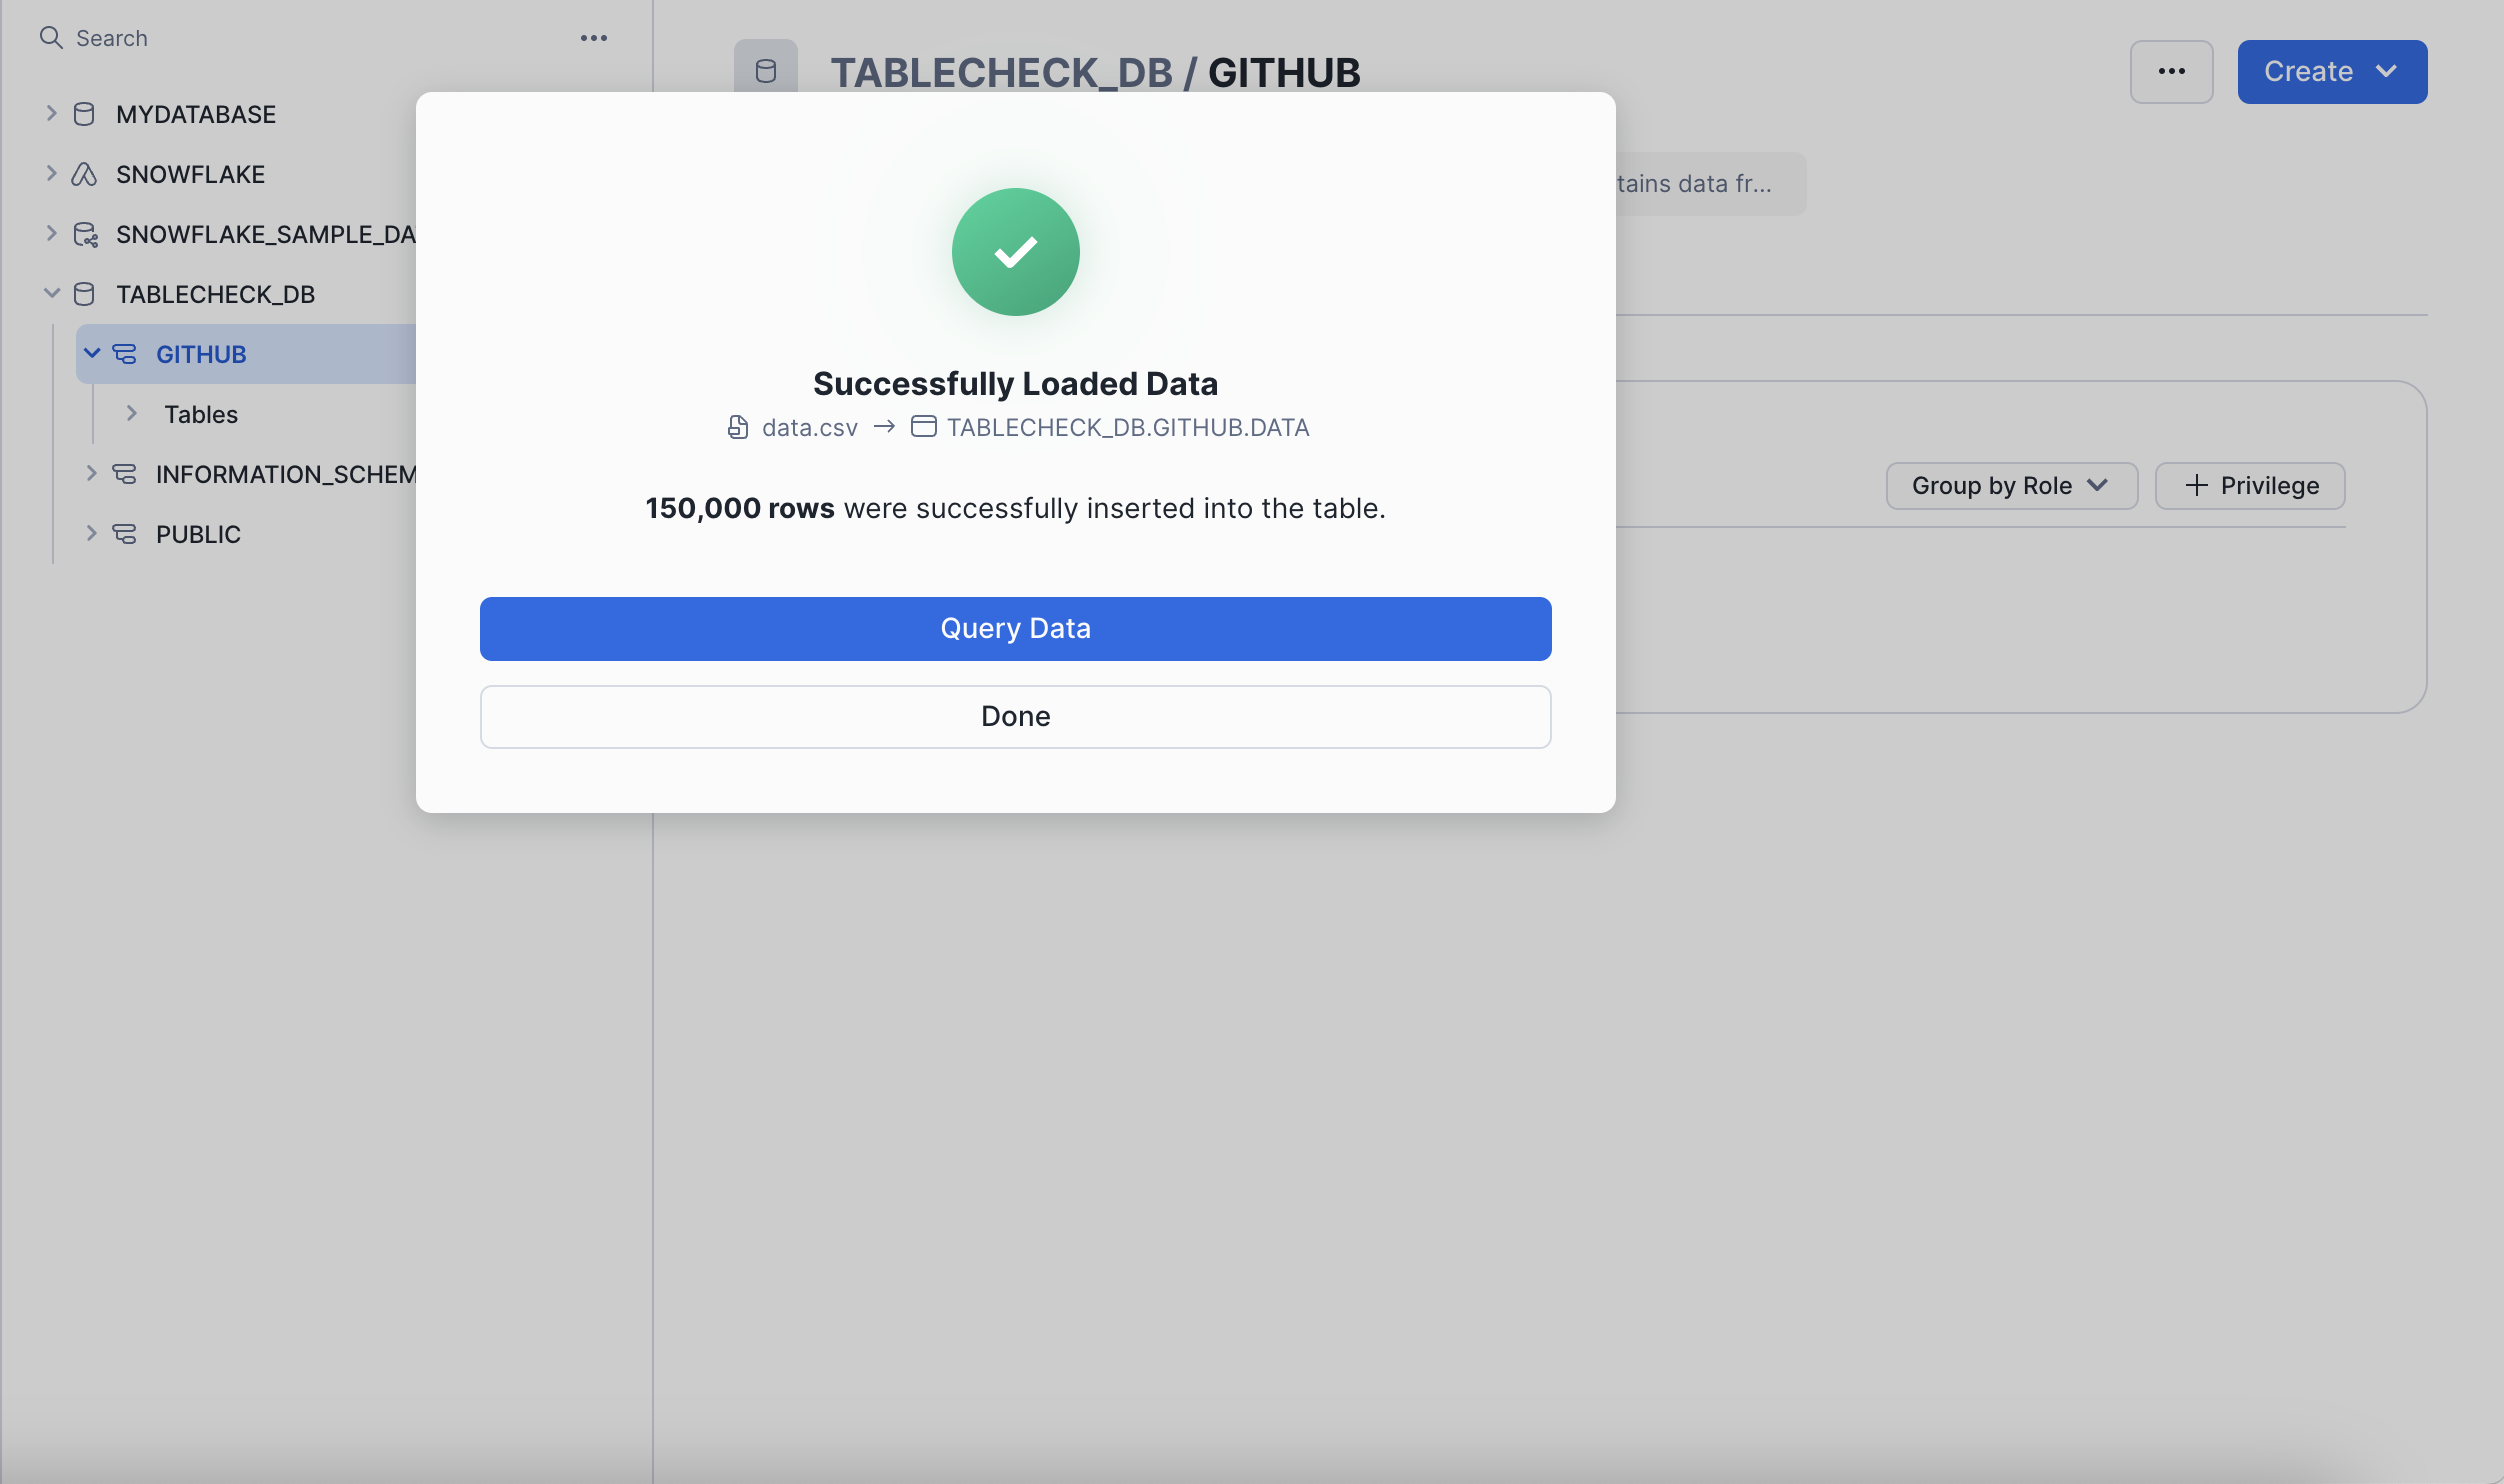 Search
MYDATABASE
SNOWFLAKE
SNOWFLAKE_SAMPLE_DA
TABLECHECK_DB
GITHUB
Tables
INFORMATION_SCHEM
PUBLIC
TABLECHECK_DB / GITHUB
Create
tains data fr...
Group by Role
Privilege
Successfully Loaded Data
data.csv → TABLECHECK_DB.GITHUB.DATA
150,000 rows were successfully inserted into the table.
Query Data
Done